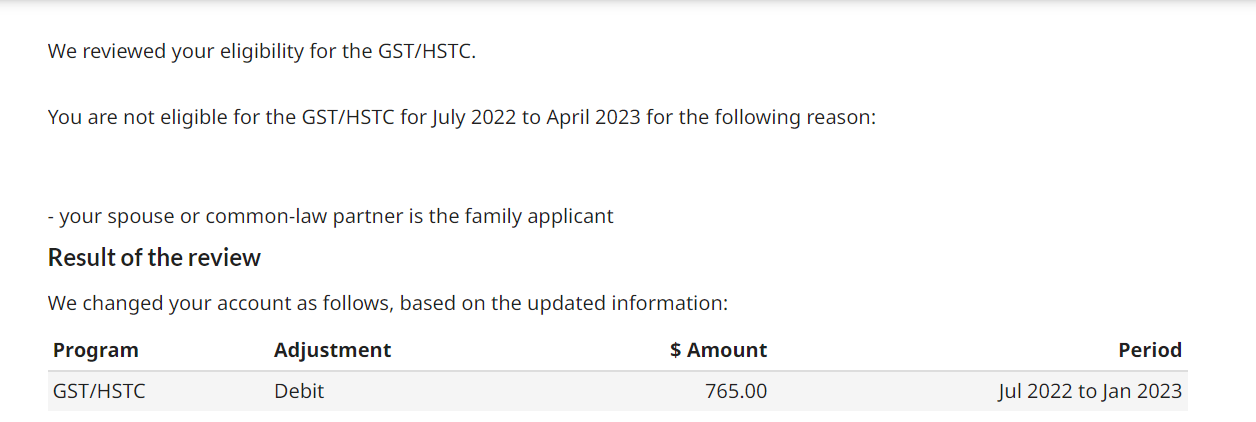 We reviewed your eligibility for the GST/HSTC.
You are not eligible for the GST/HSTC for July 2022 to April 2023 for the following reason:
- your spouse or common-law partner is the family applicant
Result of the review
We changed your account as follows, based on the updated information:
Program Adjustment $ Amount Period
GST/HSTC Debit 765.00 Jul 2022 to Jan 2023